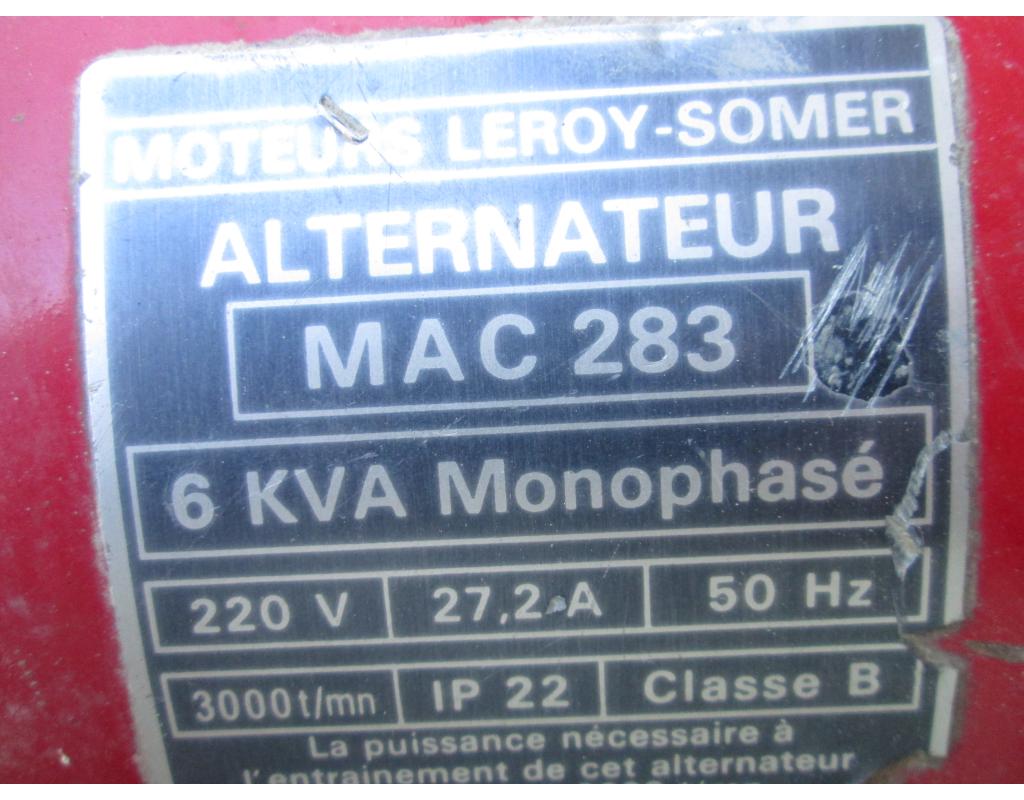 MOTEURS LEROY-SOMER
ALTERNATEUR
MAC 283
6 KVA Monophasé
220 V 27,2 A 50 Hz
3000 t/mn IP 22 Classe B
La puissance nécessaire à
l'entrainement de cet alternateur